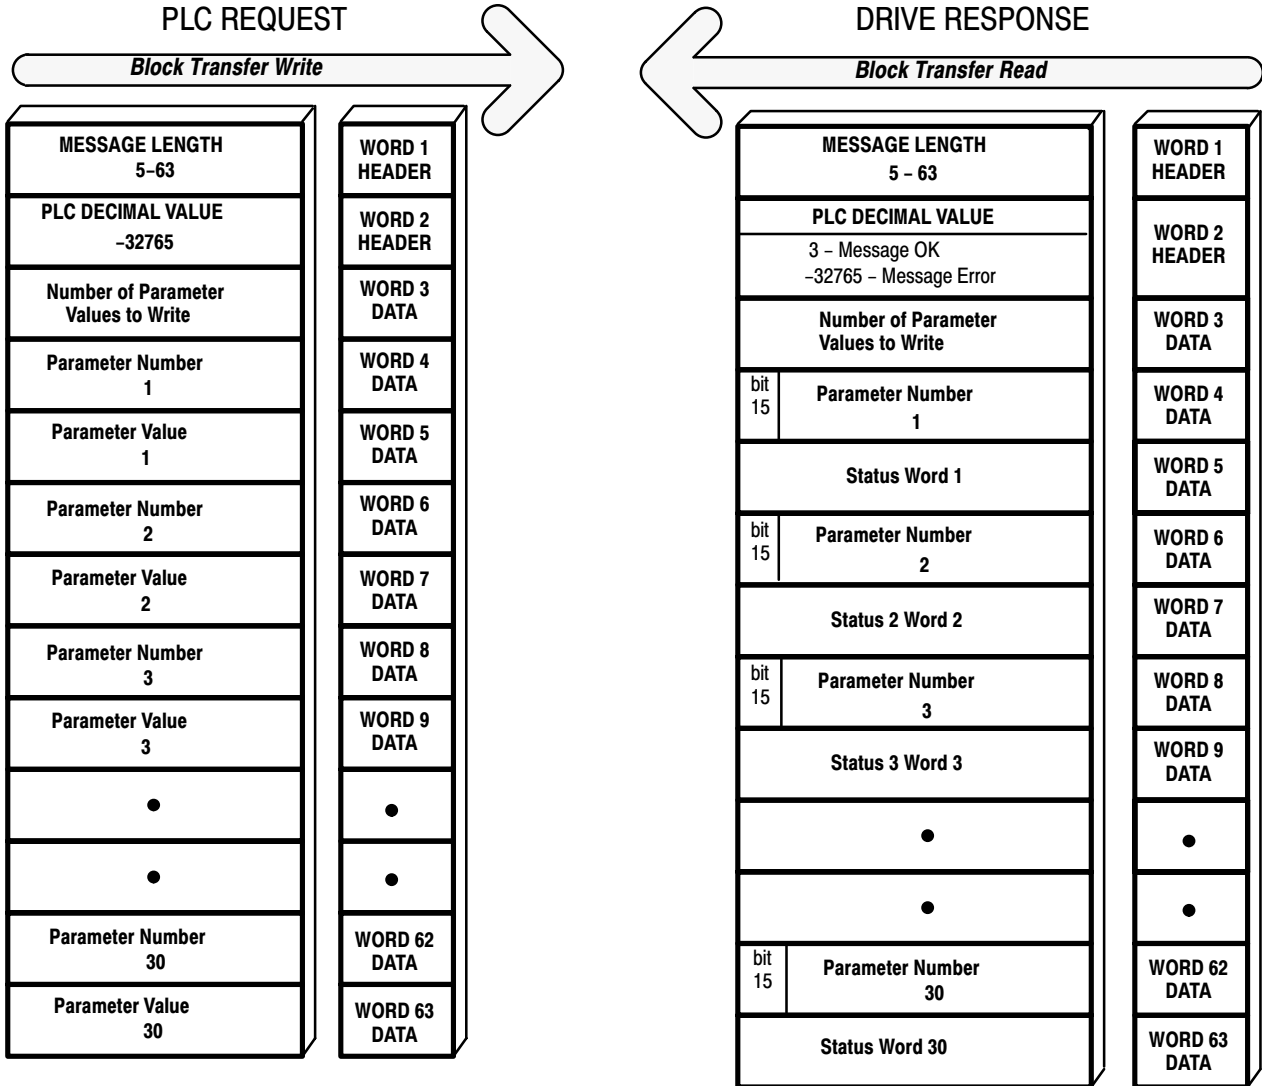 PLC REQUEST
Block Transfer Write
MESSAGE LENGTH
5–63
WORD 1
HEADER
PLC DECIMAL VALUE
–32765
WORD 2
HEADER
Number of Parameter
Values to Write
WORD 3
DATA
Parameter Number
1
WORD 4
DATA
Parameter Value
1
WORD 5
DATA
Parameter Number
2
WORD 6
DATA
Parameter Value
2
WORD 7
DATA
Parameter Number
3
WORD 8
DATA
Parameter Value
3
WORD 9
DATA
Parameter Number
30
WORD 62
DATA
Parameter Value
30
WORD 63
DATA
DRIVE RESPONSE
Block Transfer Read
MESSAGE LENGTH
5 – 63
WORD 1
HEADER
PLC DECIMAL VALUE
3 – Message OK
–32765 – Message Error
WORD 2
HEADER
Number of Parameter
Values to Write
WORD 3
DATA
bit
15
Parameter Number
1
WORD 4
DATA
Status Word 1
WORD 5
DATA
bit
15
Parameter Number
2
WORD 6
DATA
Status 2 Word 2
WORD 7
DATA
bit
15
Parameter Number
3
WORD 8
DATA
Status 3 Word 3
WORD 9
DATA
bit
15
Parameter Number
30
WORD 62
DATA
Status Word 30
WORD 63
DATA